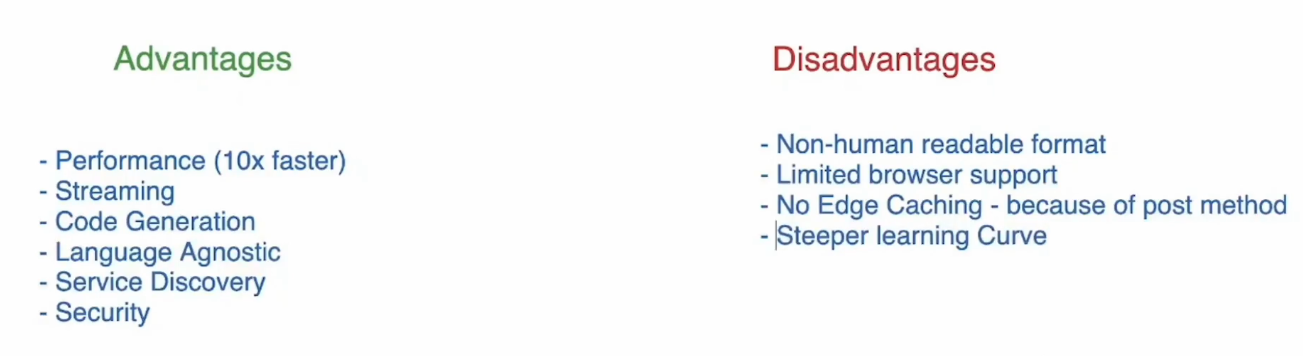 Advantages
- Performance (10x faster)
- Streaming
- Code Generation
- Language Agnostic
- Service Discovery
- Security
Disadvantages
- Non-human readable format
- Limited browser support
- No Edge Caching - because of post method
- Steeper learning Curve